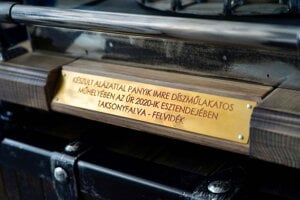 KÉSZÜLT ALÁZATTAL PANYIK IMRE DÍSZMŰLAKATOS
MŰHELYÉBEN AZ ÚR 2020-IK ESZTENDEJÉBEN
TAKSONYFALVA - FELVIDÉK